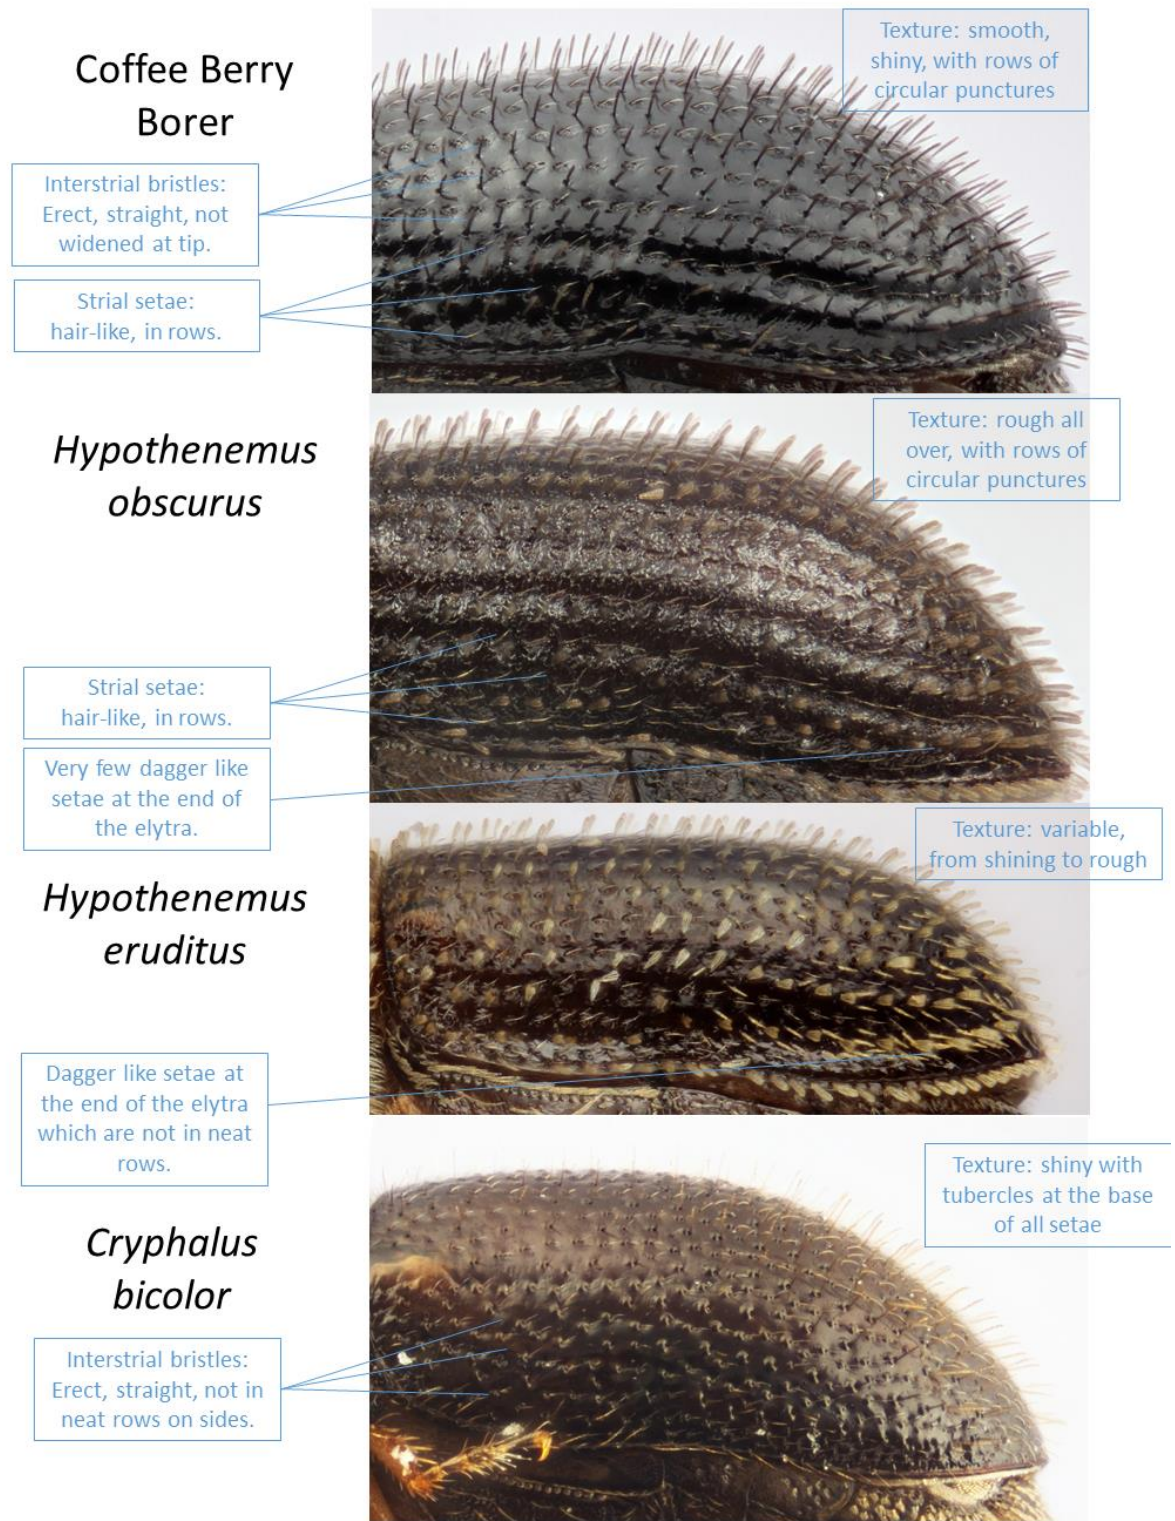 Coffee Berry
Borer
Texture: smooth,
shiny, with rows of
circular punctures
Interstrial bristles:
Erect, straight, not
widened at tip.
Strial setae:
hair-like, in rows.
Hypothenemus
obscurus
Texture: rough all
over, with rows of
circular punctures
Strial setae:
hair-like, in rows.
Very few dagger like
setae at the end of
the elytra.
Hypothenemus
eruditus
Texture: variable,
from shining to rough
Dagger like setae at
the end of the elytra
which are not in neat
rows.
Cryphalus
bicolor
Texture: shiny with
tubercles at the base
of all setae
Interstrial bristles:
Erect, straight, not in
neat rows on sides.